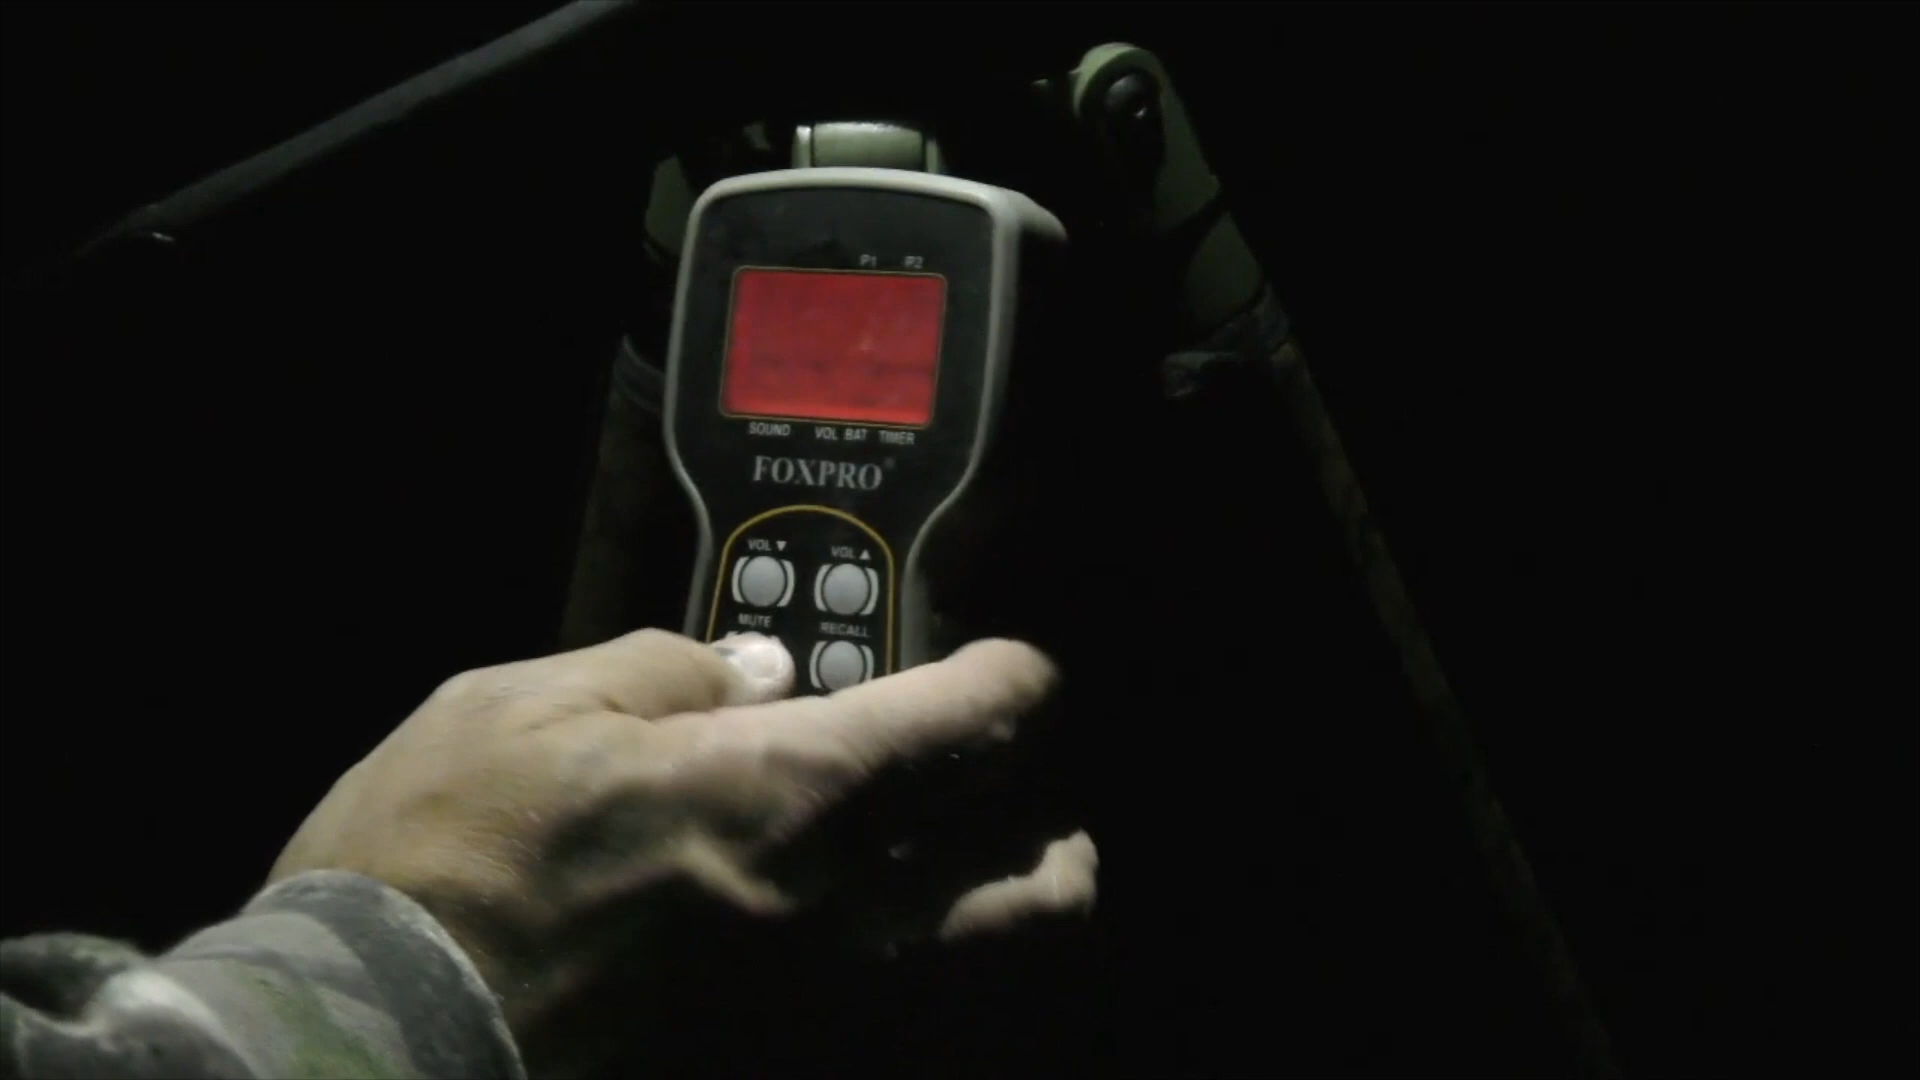 P1 P2
SOUND VOL BAT TIMER
FOXPRO®
VOL ▼ VOL ▲
MUTE RECALL